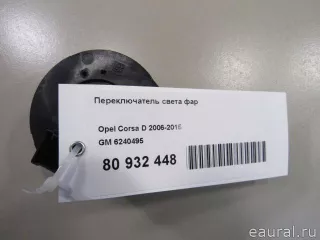 Переключатель света фар
Opel Corsa D 2006-2015
GM 6240495
80 932 448
eaural.ru